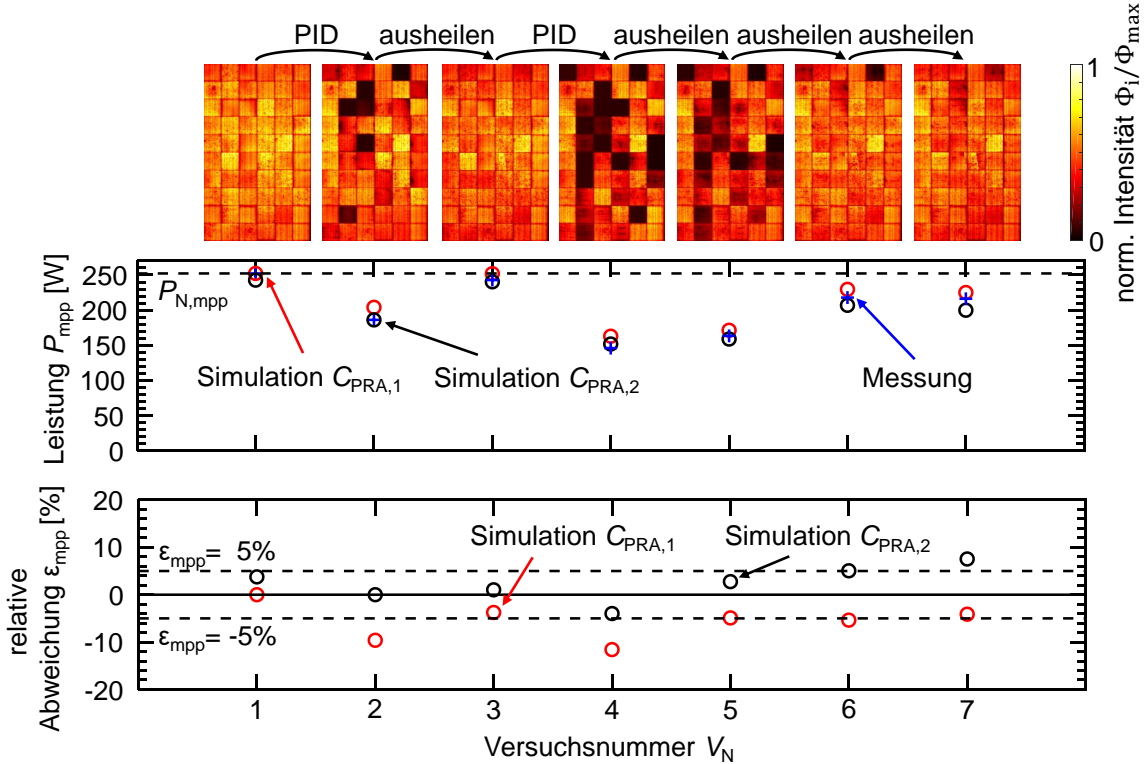 PID ausheilen PID ausheilen ausheilen ausheilen
1
0
norm. Intensität Φi/Φmax
Leistung Pmpp [W]
250
200
150
100
50
0
PN,mpp
Simulation CPRA,1
Simulation CPRA,2
Messung
relative
Abweichung εmpp [%]
20
10
0
-10
-20
εmpp= 5%
εmpp= -5%
Simulation CPRA,1
Simulation CPRA,2
1 2 3 4 5 6 7
Versuchsnummer VN